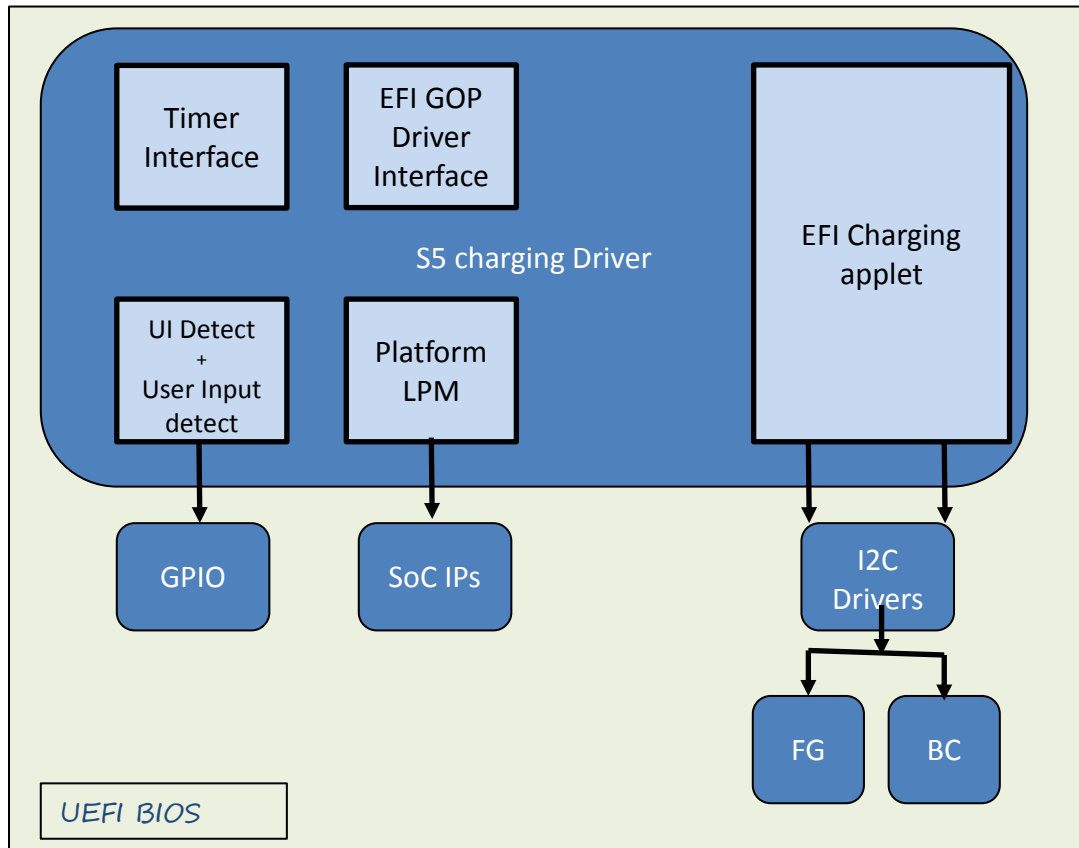 Timer
Interface
EFI GOP
Driver
Interface
EFI Charging
applet
S5 charging Driver
UI Detect
+
User Input
detect
Platform
LPM
GPIO
SoC IPs
I2C
Drivers
FG
BC
UEFI BIOS